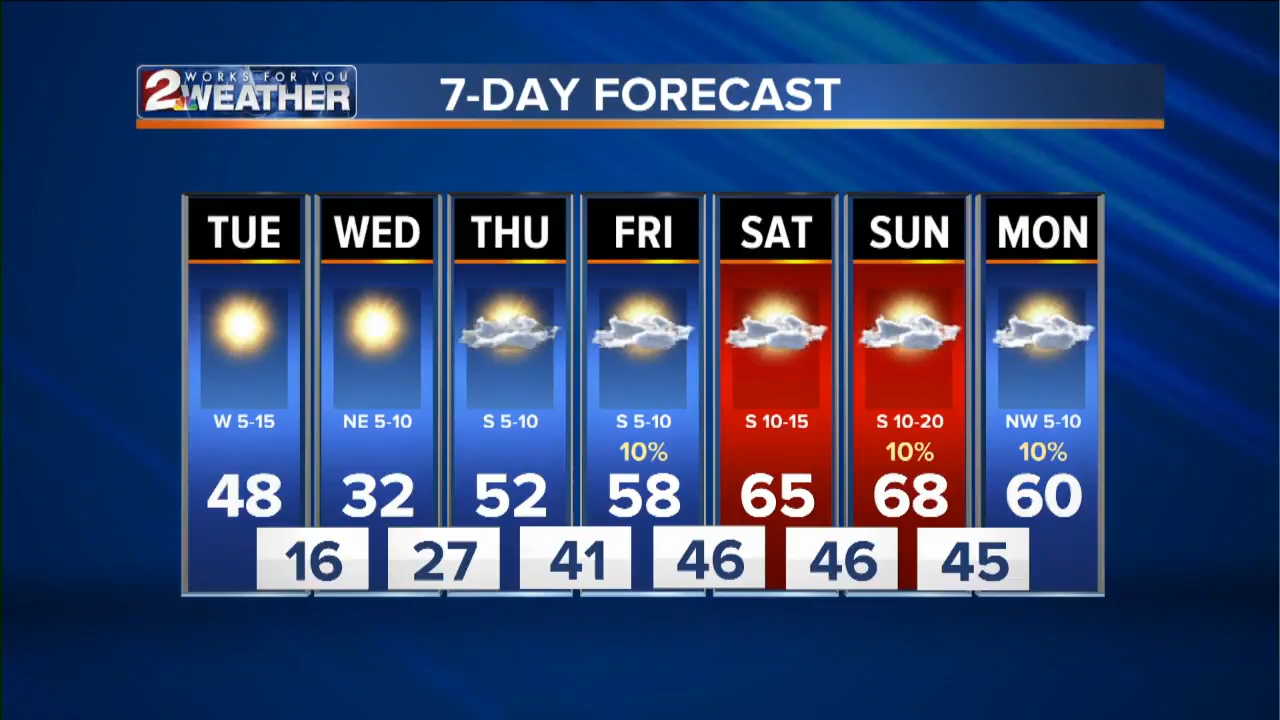 2 WORKS FOR YOU
WEATHER
7-DAY FORECAST
TUE WED THU FRI SAT SUN MON
W 5-15 NE 5-10 S 5-10 S 5-10 S 10-15 S 10-20 NW 5-10
10% 10% 10%
48 32 52 58 65 68 60
16 27 41 46 46 45